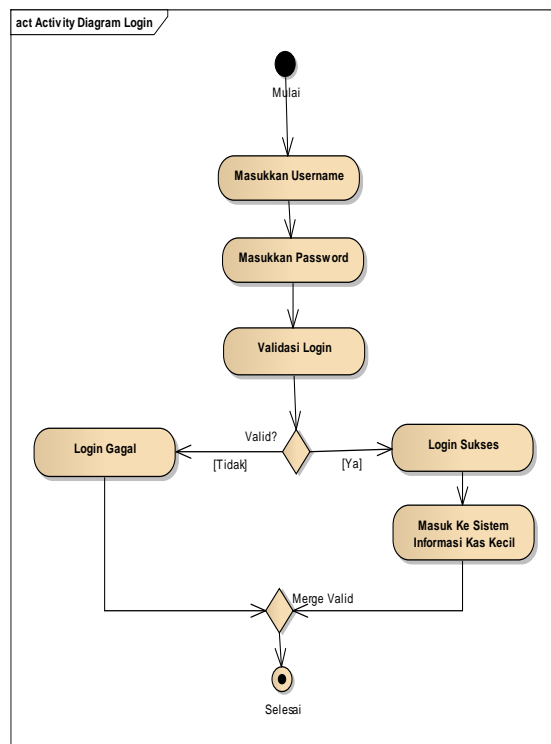 act Activity Diagram Login
Mulai
Masukkan Username
Masukkan Password
Validasi Login
Valid?
Login Gagal
[Tidak]
[Ya]
Login Sukses
Masuk Ke Sistem
Informasi Kas Kecil
Merge Valid
Selesai